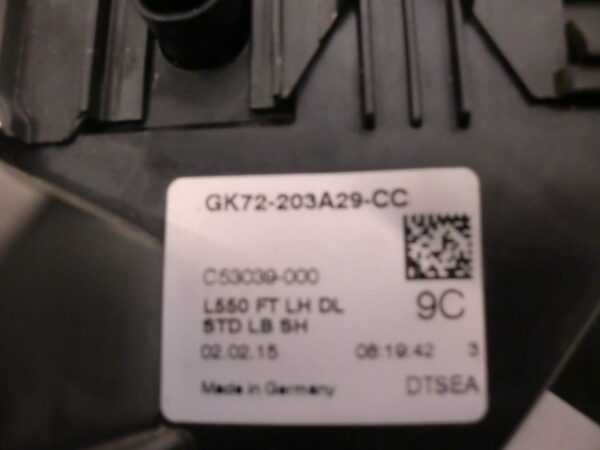 GK72-203A29-CC
C53039-000
L550 FT LH DL
STD LB SH
9C
02.02.15 08:19:42 3
Made in Germany DTSEA